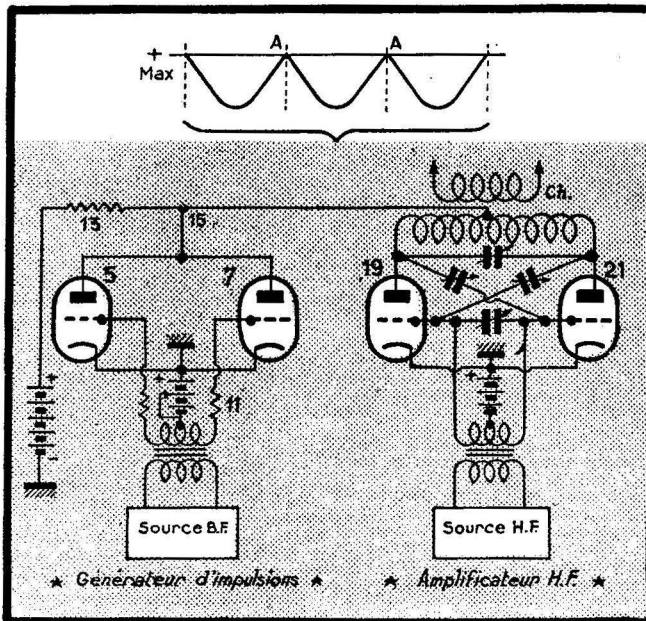 A A
+
Max
Ch.
13
15
5
7
19
21
11
+
-
+
+
Source B.F.
Source H.F.
★ Générateur d'impulsions ★
★ Amplificateur H.F. ★